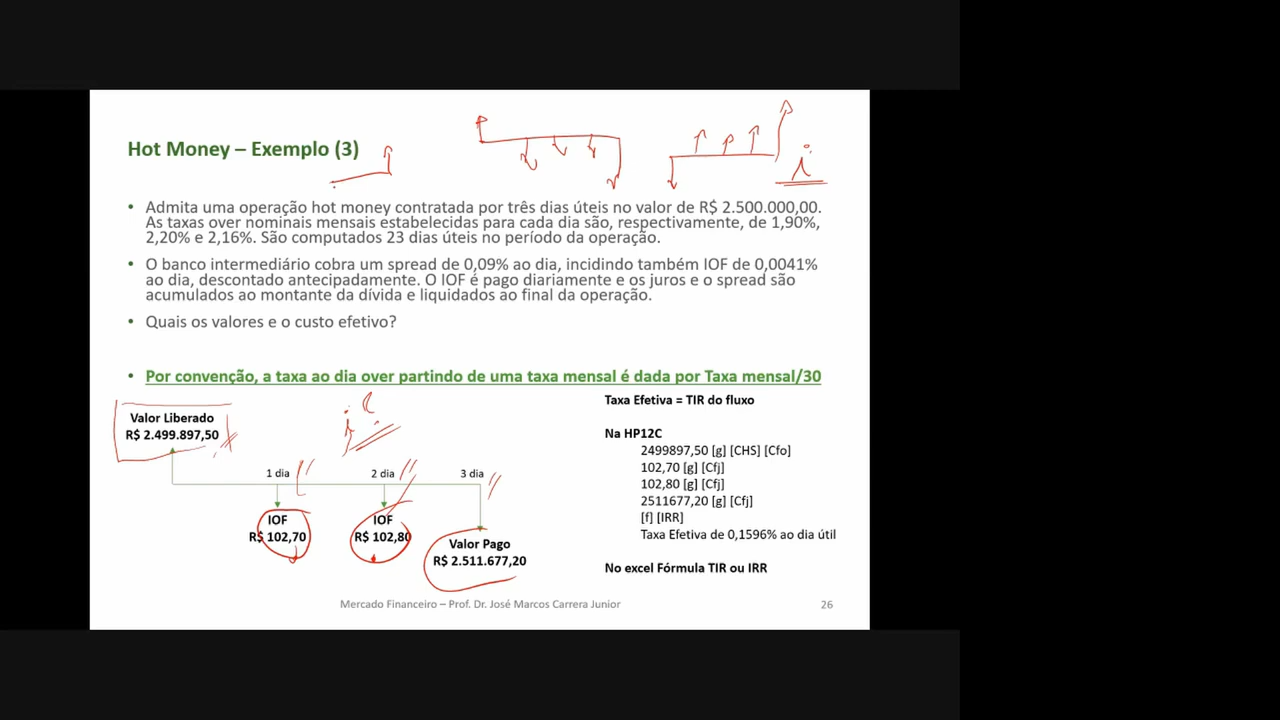 Hot Money – Exemplo (3)
i
• Admita uma operação hot money contratada por três dias úteis no valor de R$ 2.500.000,00.
As taxas over nominais mensais estabelecidas para cada dia são, respectivamente, de 1,90%,
2,20% e 2,16%. São computados 23 dias úteis no período da operação.
• O banco intermediário cobra um spread de 0,09% ao dia, incidindo também IOF de 0,0041%
ao dia, descontado antecipadamente. O IOF é pago diariamente e os juros e o spread são
acumulados ao montante da dívida e liquidados ao final da operação.
• Quais os valores e o custo efetivo?
• Por convenção, a taxa ao dia over partindo de uma taxa mensal é dada por Taxa mensal/30
Valor Liberado
R$ 2.499.897,50
1 dia
2 dia
3 dia
IOF
R$ 102,70
IOF
R$ 102,80
Valor Pago
R$ 2.511.677,20
Taxa Efetiva = TIR do fluxo
Na HP12C
2499897,50 [g] [CHS] [Cfo]
102,70 [g] [Cfj]
102,80 [g] [Cfj]
2511677,20 [g] [Cfj]
[f] [IRR]
Taxa Efetiva de 0,1596% ao dia útil
No excel Fórmula TIR ou IRR
Mercado Financeiro – Prof. Dr. José Marcos Carrera Junior
26